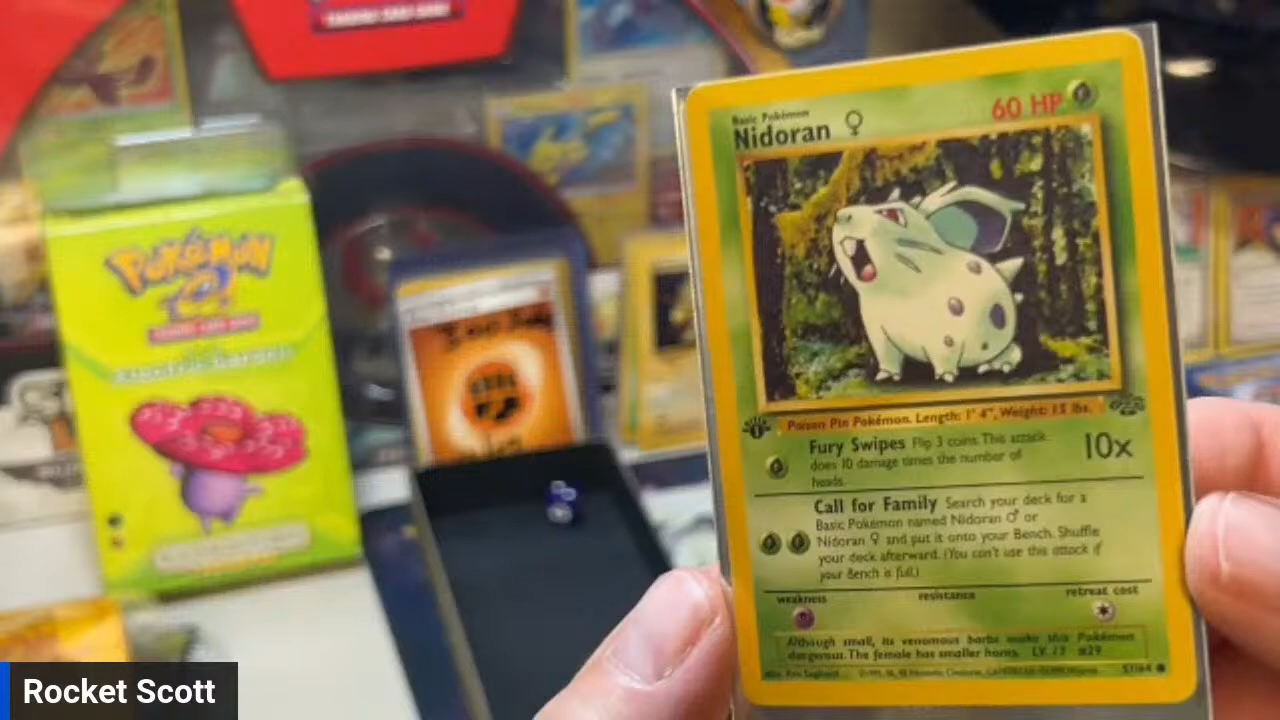 POKéMON
Basic Pokémon
Nidoran ♀
60 HP
Poison Pin Pokémon. Length: 1' 4", Weight: 15 lbs.
Fury Swipes Flip 3 coins. This attack
does 10 damage times the number of
heads.
10x
Call for Family Search your deck for a
Basic Pokémon named Nidoran ♂ or
Nidoran ♀ and put it onto your Bench. Shuffle
your deck afterward. (You can't use this attack if
your Bench is full.)
weakness
resistance
retreat cost
Although small, its venomous barbs make this Pokémon
dangerous. The female has smaller horns. LV. 13 #29
57/64
Rocket Scott